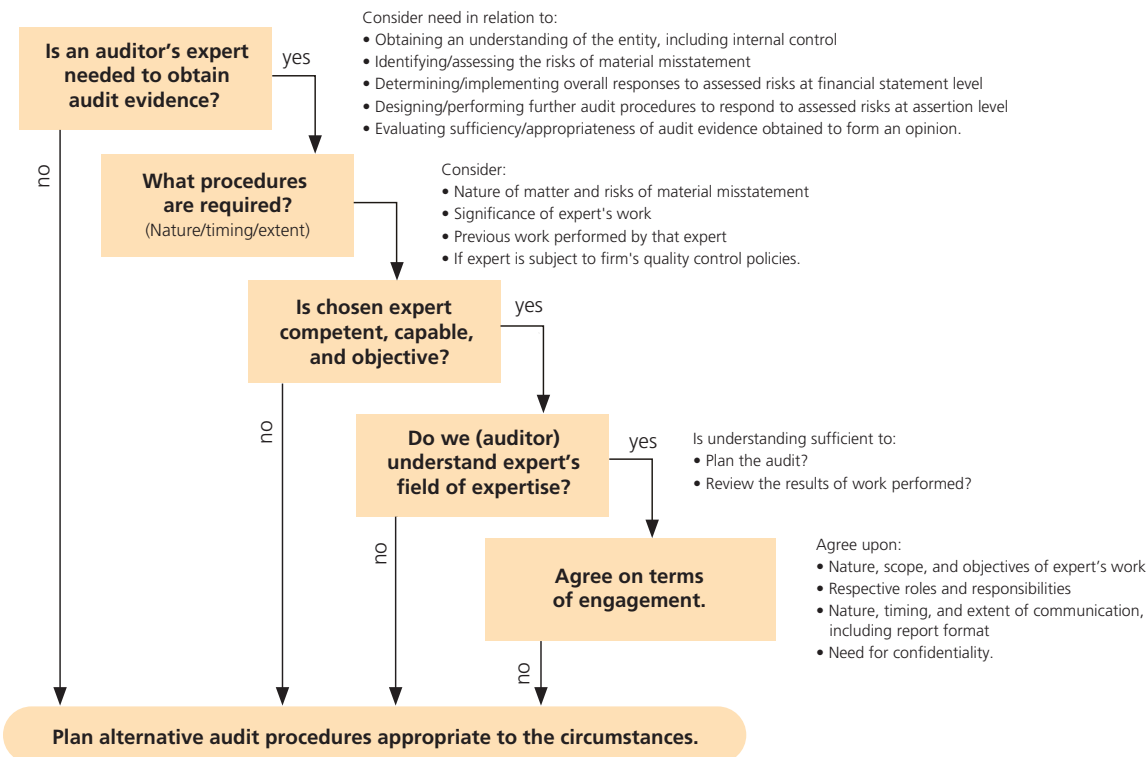 Is an auditor’s expert
needed to obtain
audit evidence?
yes
no
Consider need in relation to:
• Obtaining an understanding of the entity, including internal control
• Identifying/assessing the risks of material misstatement
• Determining/implementing overall responses to assessed risks at financial statement level
• Designing/performing further audit procedures to respond to assessed risks at assertion level
• Evaluating sufficiency/appropriateness of audit evidence obtained to form an opinion.
What procedures
are required?
(Nature/timing/extent)
Consider:
• Nature of matter and risks of material misstatement
• Significance of expert's work
• Previous work performed by that expert
• If expert is subject to firm's quality control policies.
Is chosen expert
competent, capable,
and objective?
yes
no
Do we (auditor)
understand expert’s
field of expertise?
yes
no
Is understanding sufficient to:
• Plan the audit?
• Review the results of work performed?
Agree on terms
of engagement.
no
Agree upon:
• Nature, scope, and objectives of expert’s work
• Respective roles and responsibilities
• Nature, timing, and extent of communication,
including report format
• Need for confidentiality.
Plan alternative audit procedures appropriate to the circumstances.